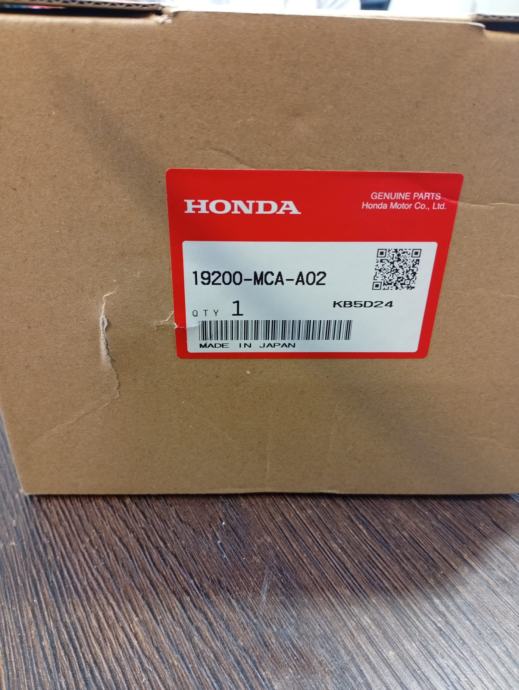 HONDA
GENUINE PARTS
Honda Motor Co., Ltd.
19200-MCA-A02
KB5D24
QTY 1
MADE IN JAPAN